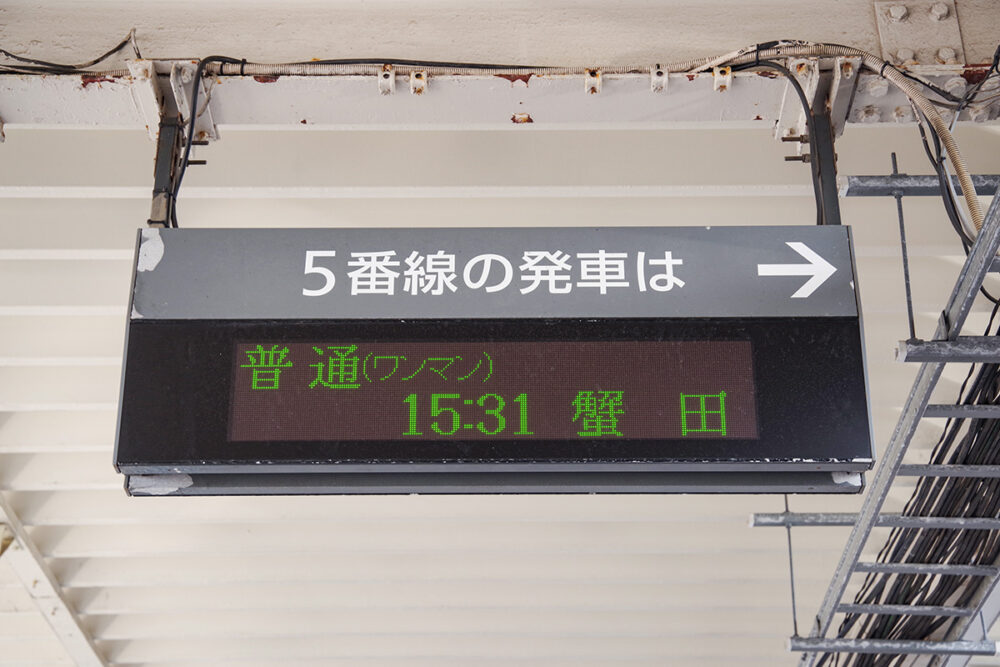 5番線の発車は →
普通(ワンマン)
15:31 蟹田